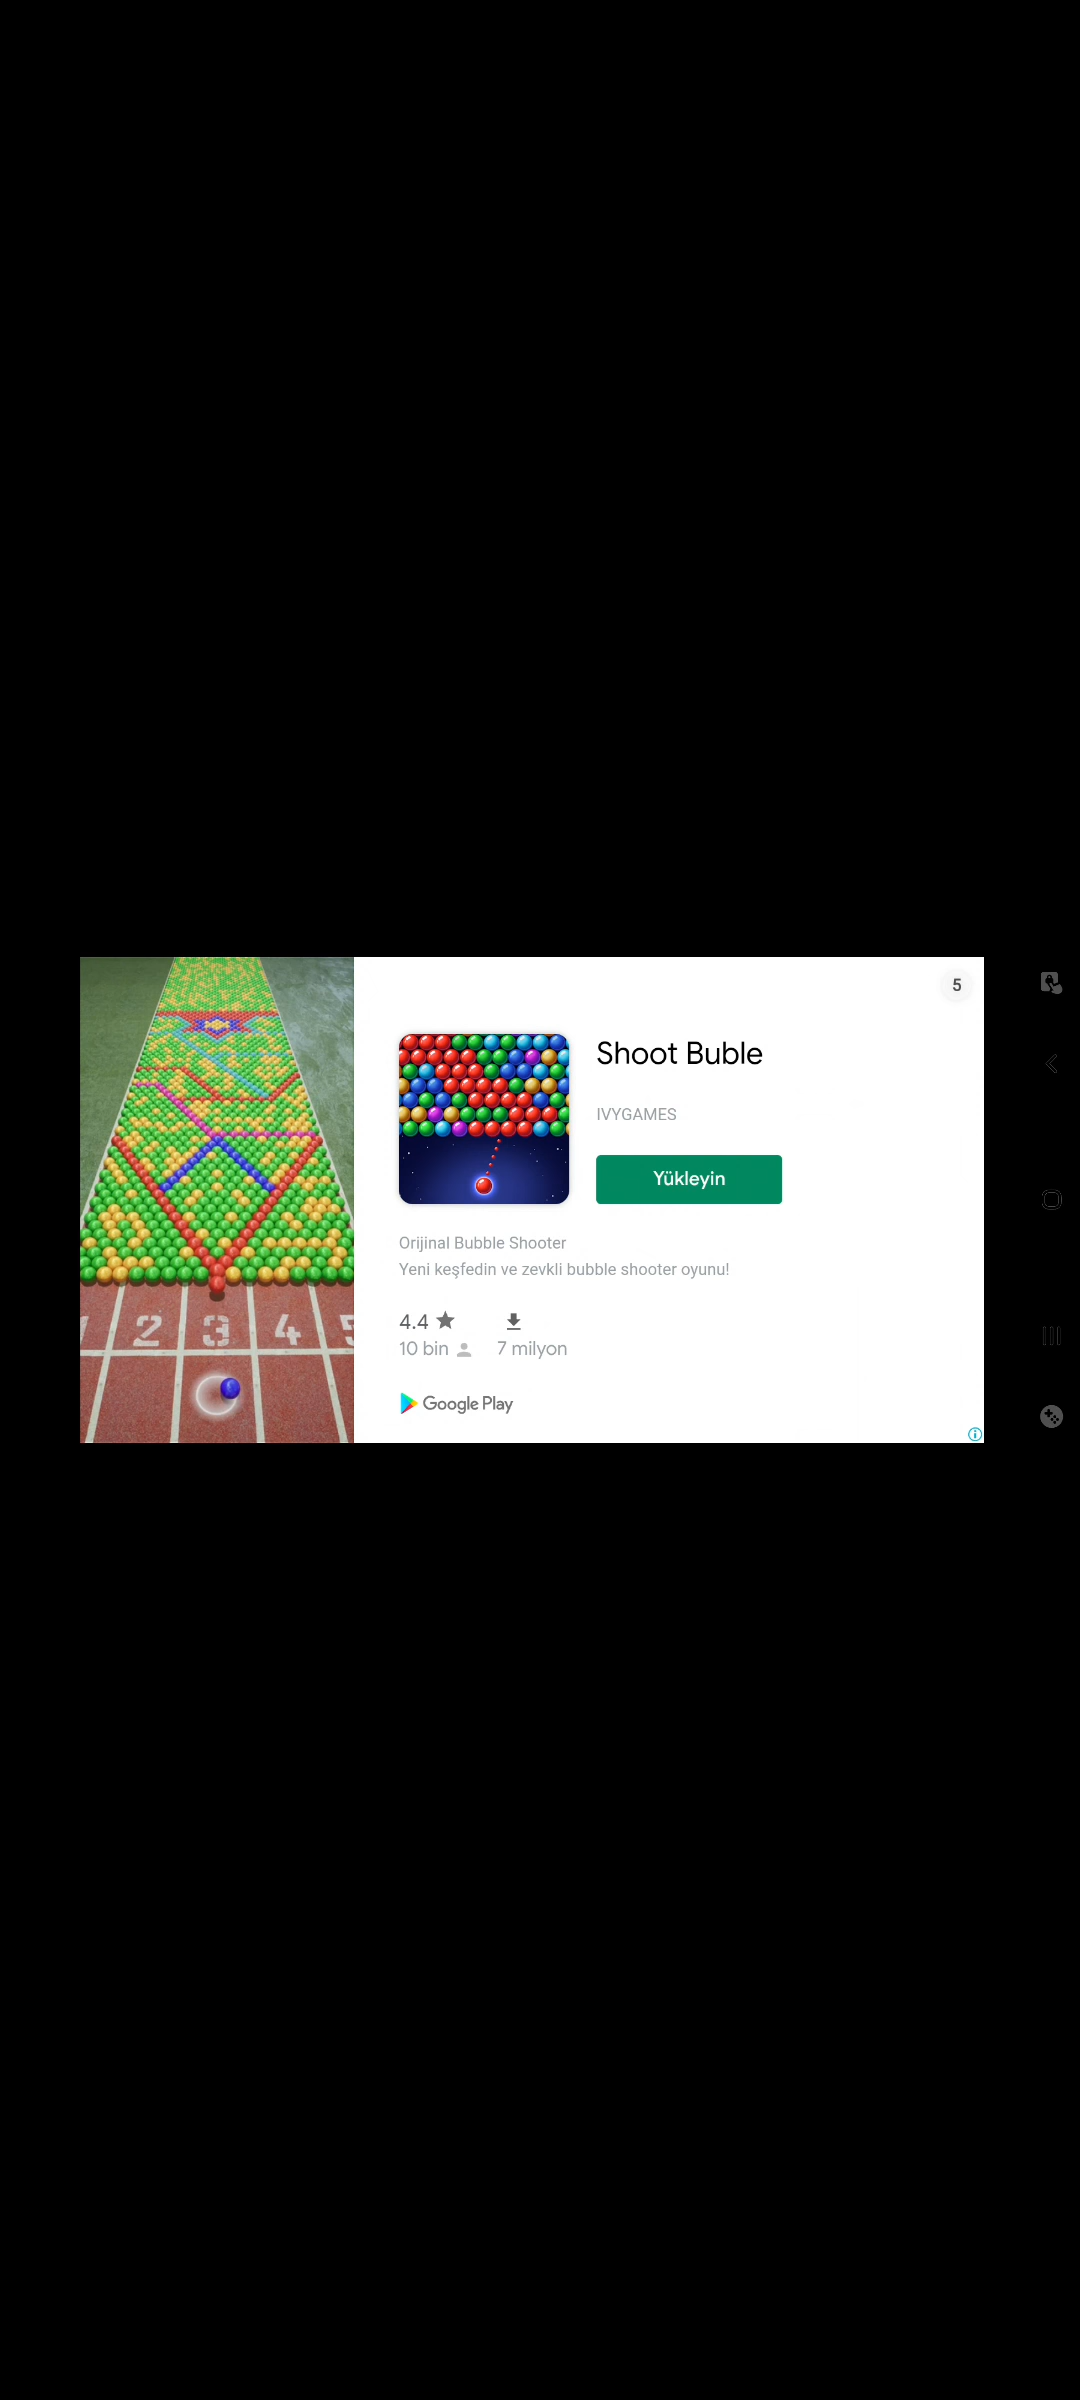 5
Shoot Buble
IVYGAMES
Yükleyin
Orijinal Bubble Shooter
Yeni keşfedin ve zevkli bubble shooter oyunu!
4.4
10 bin
7 milyon
Google Play
2 3 4